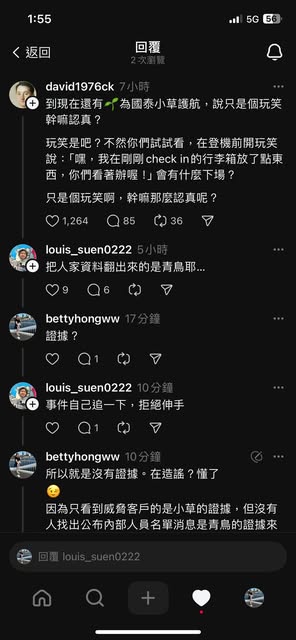 1:55
5G 56
返回
回覆
2 次瀏覽
david1976ck 7 小時
到現在還有🌱為國泰小草護航，說只是個玩笑
幹嘛認真？
玩笑是吧？不然你們試試看，在登機前開玩笑
說：「嘿，我在剛剛 check in 的行李箱放了點東
西，你們看著辦喔！」會有什麼下場？
只是個玩笑啊，幹嘛那麼認真呢？
1,264 85 36
louis_suen0222 5 小時
把人家資料翻出來的是青鳥耶...
9 6
bettyhongww 17 分鐘
證據？
1
louis_suen0222 10 分鐘
事件自己追一下，拒絕伸手
1
bettyhongww 10 分鐘
所以就是沒有證據。在造謠？懂了
😉
因為只看到威脅客戶的是小草的證據，但沒有
人找出公布內部人員名單消息是青鳥的證據來
回覆 louis_suen0222